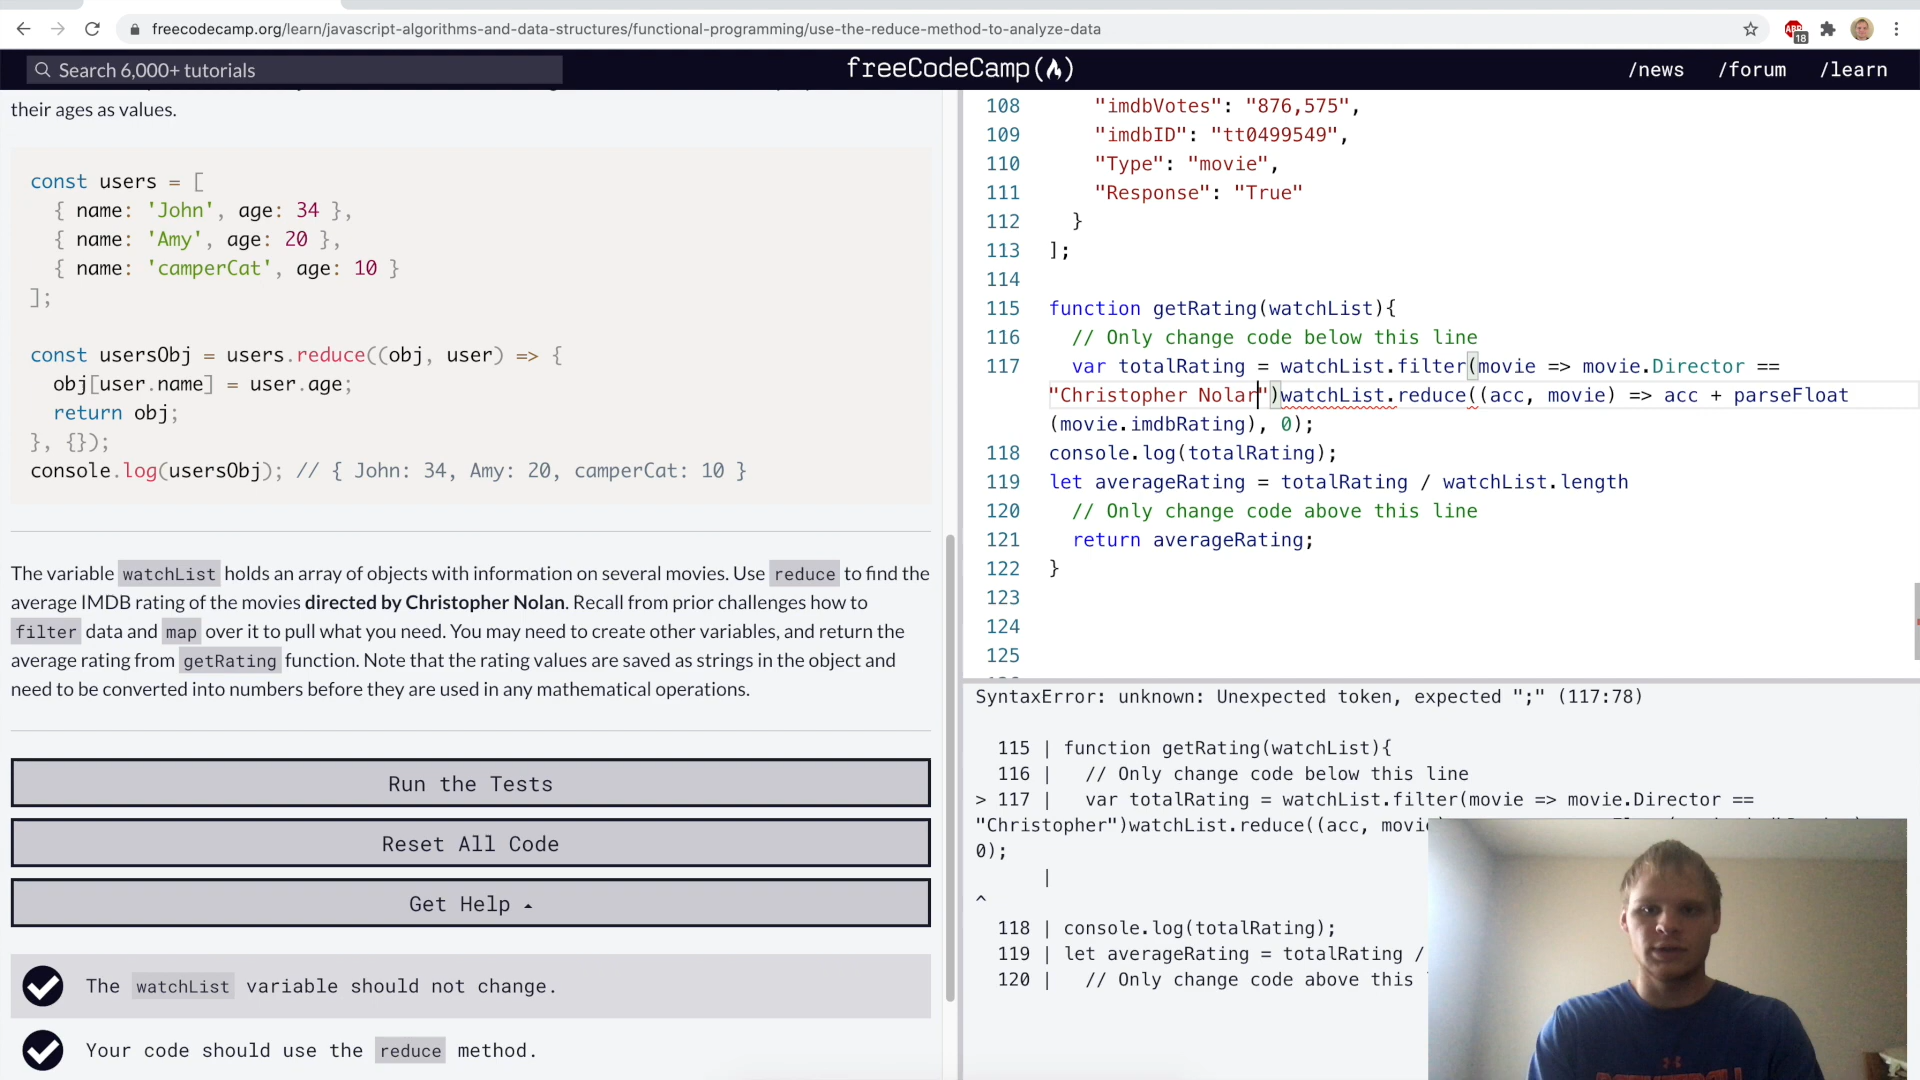 freecodecamp.org/learn/javascript-algorithms-and-data-structures/functional-programming/use-the-reduce-method-to-analyze-data
ABP
18
Search 6,000+ tutorials
freeCodeCamp
/news
/forum
/learn
their ages as values.
const users = [
{ name: 'John', age: 34 },
{ name: 'Amy', age: 20 },
{ name: 'camperCat', age: 10 }
];
const usersObj = users.reduce((obj, user) => {
obj[user.name] = user.age;
return obj;
}, {});
console.log(usersObj); // { John: 34, Amy: 20, camperCat: 10 }
The variable watchList holds an array of objects with information on several movies. Use reduce to find the
average IMDB rating of the movies directed by Christopher Nolan. Recall from prior challenges how to
filter data and map over it to pull what you need. You may need to create other variables, and return the
average rating from getRating function. Note that the rating values are saved as strings in the object and
need to be converted into numbers before they are used in any mathematical operations.
Run the Tests
Reset All Code
Get Help
The watchList variable should not change.
Your code should use the reduce method.
108 "imdbVotes": "876,575",
109 "imdbID": "tt0499549",
110 "Type": "movie",
111 "Response": "True"
112 }
113 ];
114
115 function getRating(watchList){
116 // Only change code below this line
117 var totalRating = watchList.filter(movie => movie.Director ==
"Christopher Nolan")watchList.reduce((acc, movie) => acc + parseFloat
(movie.imdbRating), 0);
118 console.log(totalRating);
119 let averageRating = totalRating / watchList.length
120 // Only change code above this line
121 return averageRating;
122 }
123
124
125
SyntaxError: unknown: Unexpected token, expected ";" (117:78)
115 | function getRating(watchList){
116 | // Only change code below this line
> 117 | var totalRating = watchList.filter(movie => movie.Director ==
"Christopher")watchList.reduce((acc, movie
0);
|
^
118 | console.log(totalRating);
119 | let averageRating = totalRating /
120 | // Only change code above this